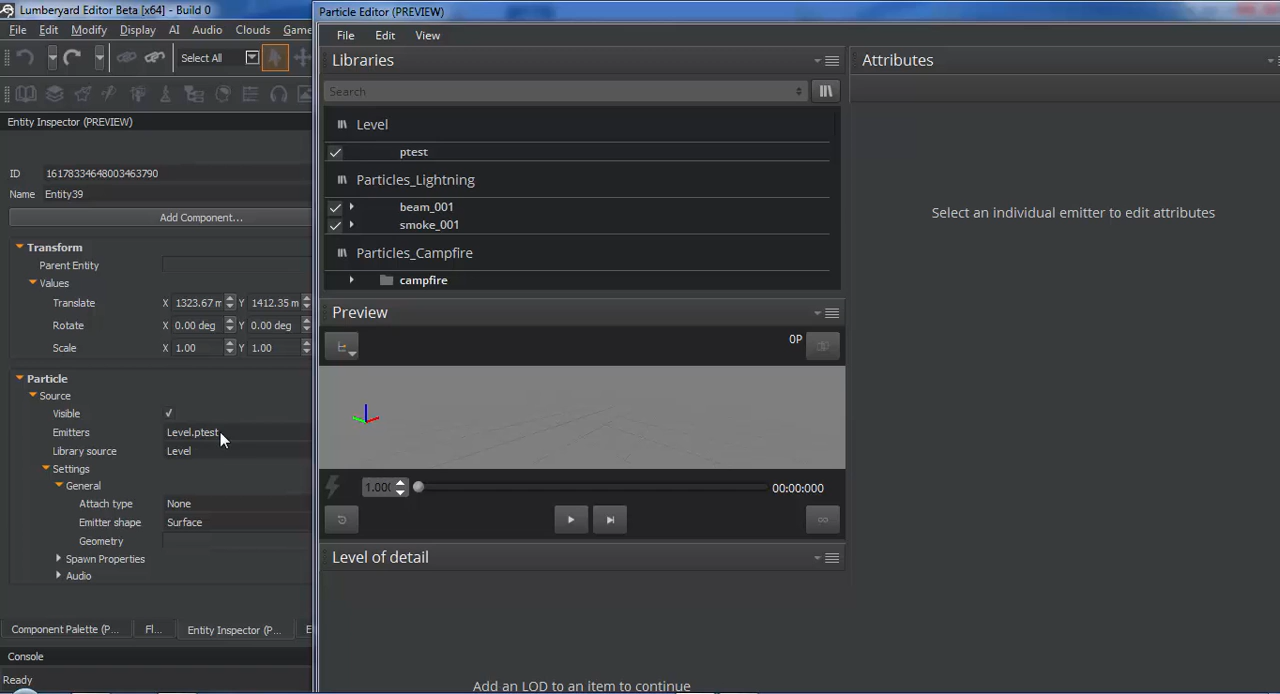 Lumberyard Editor Beta [x64] - Build 0
File Edit Modify Display AI Audio Clouds Game
Select All
Entity Inspector (PREVIEW)
ID 16178334648003463790
Name Entity39
Add Component...
Transform
Parent Entity
Values
Translate X 1323.67 m Y 1412.35 m
Rotate X 0.00 deg Y 0.00 deg
Scale X 1.00 Y 1.00
Particle
Source
Visible ✓
Emitters Level.ptest
Library source Level
Settings
General
Attach type None
Emitter shape Surface
Geometry
Spawn Properties
Audio
Component Palette (P... Fl... Entity Inspector (P... E
Console
Ready
Particle Editor (PREVIEW)
File Edit View
Libraries
Search
Level
ptest
Particles_Lightning
beam_001
smoke_001
Particles_Campfire
campfire
Preview
0P
1.000
00:00:000
Level of detail
Add an LOD to an item to continue
Attributes
Select an individual emitter to edit attributes